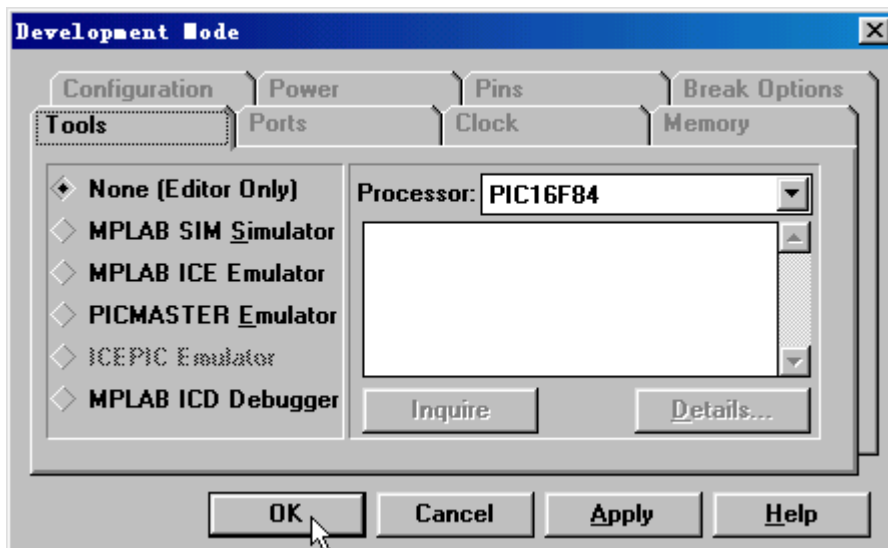 Development Mode
Configuration Power Pins Break Options
Tools Ports Clock Memory
None (Editor Only)
MPLAB SIM Simulator
MPLAB ICE Emulator
PICMASTER Emulator
ICEPIC Emulator
MPLAB ICD Debugger
Processor: PIC16F84
Inquire Details...
OK Cancel Apply Help